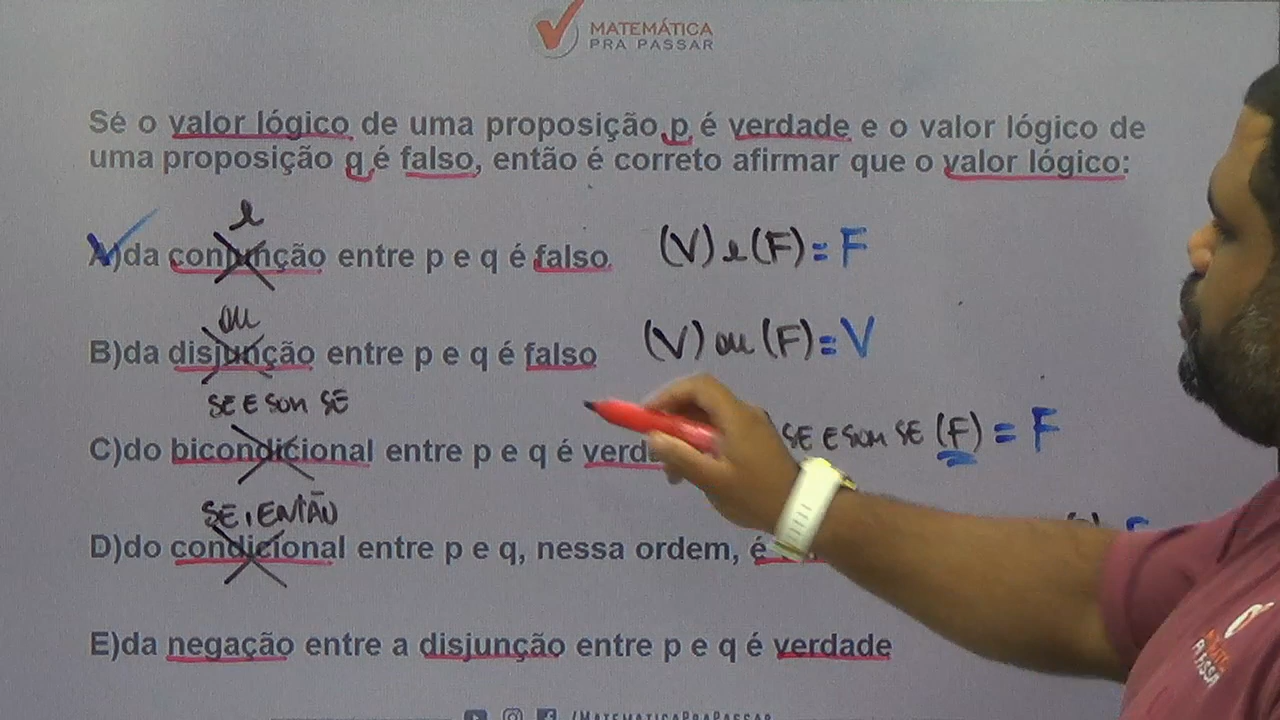 MATEMÁTICA
PRA PASSAR
Sé o valor lógico de uma proposição p é verdade e o valor lógico de
uma proposição q é falso, então é correto afirmar que o valor lógico:
e
A)da conjunção entre p e q é falso (V) e (F) = F
ou
B)da disjunção entre p e q é falso (V) ou (F) = V
SE E SOM SE
C)do bicondicional entre p e q é verd SE E SOM SE (F) = F
SE, ENTÃO
D)do condicional entre p e q, nessa ordem, é
E)da negação entre a disjunção entre p e q é verdade
/MATEMATICAPRAPASSAR
PASSAR